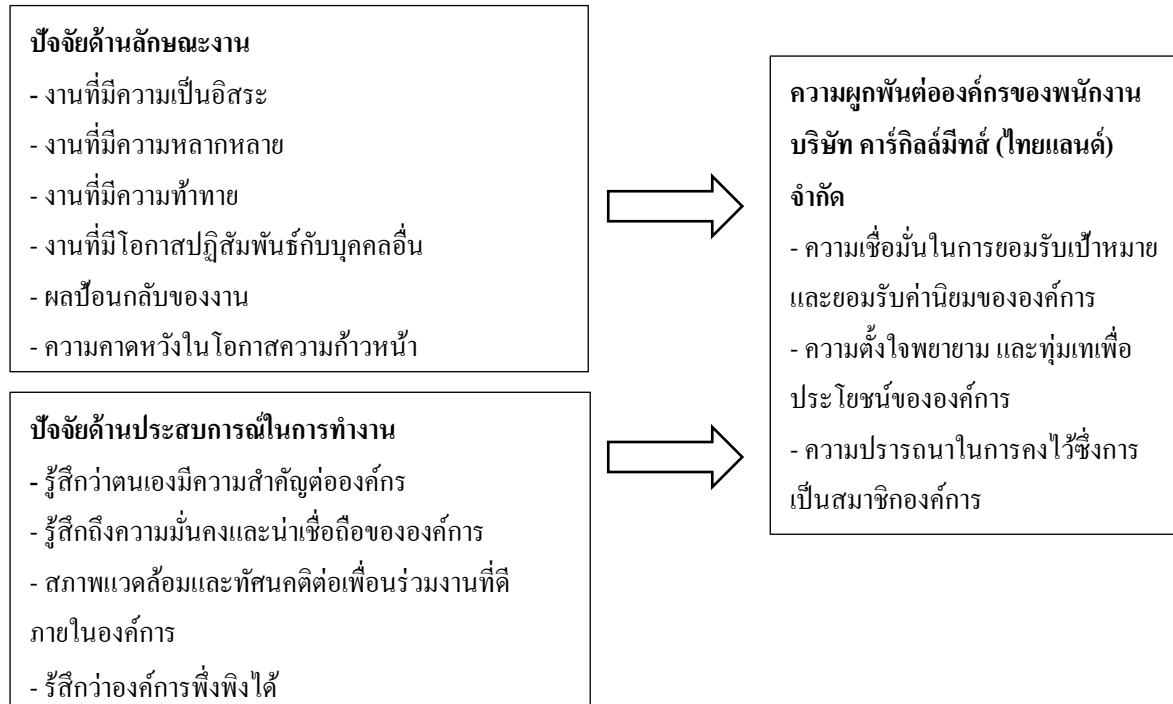 ปัจจัยด้านลักษณะงาน
- งานที่มีความเป็นอิสระ
- งานที่มีความหลากหลาย
- งานที่มีความท้าทาย
- งานที่มีโอกาสปฏิสัมพันธ์กับบุคคลอื่น
- ผลป้อนกลับของงาน
- ความคาดหวังในโอกาสความก้าวหน้า
ปัจจัยด้านประสบการณ์ในการทำงาน
- รู้สึกว่าตนเองมีความสำคัญต่อองค์กร
- รู้สึกถึงความมั่นคงและน่าเชื่อถือขององค์การ
- สภาพแวดล้อมและทัศนคติต่อเพื่อนร่วมงานที่ดี
ภายในองค์การ
- รู้สึกว่าองค์การพึ่งพิงได้
ความผูกพันต่อองค์กรของพนักงาน
บริษัท คาร์กิลล์มีทส์ (ไทยแลนด์)
จำกัด
- ความเชื่อมั่นในการยอมรับเป้าหมาย
และยอมรับค่านิยมขององค์การ
- ความตั้งใจพยายาม และทุ่มเทเพื่อ
ประโยชน์ขององค์การ
- ความปรารถนาในการคงไว้ซึ่งการ
เป็นสมาชิกองค์การ